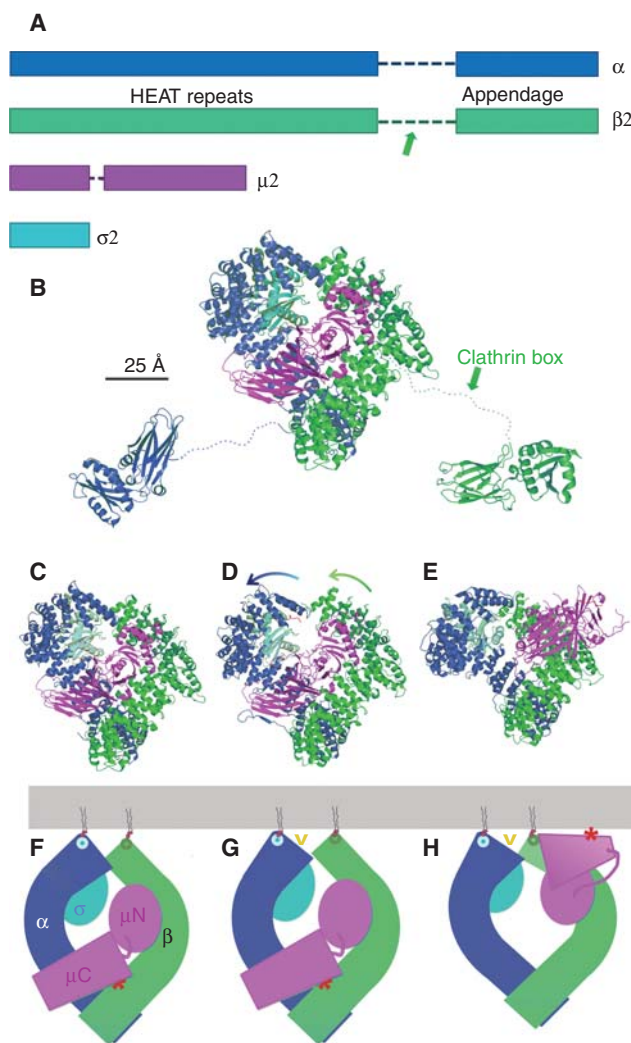 A
α
HEAT repeats
Appendage
β2
μ2
σ2
B
25 Å
Clathrin box
C
D
E
F
G
H
α
σ
μN
β
μC
v
v
*
*
*